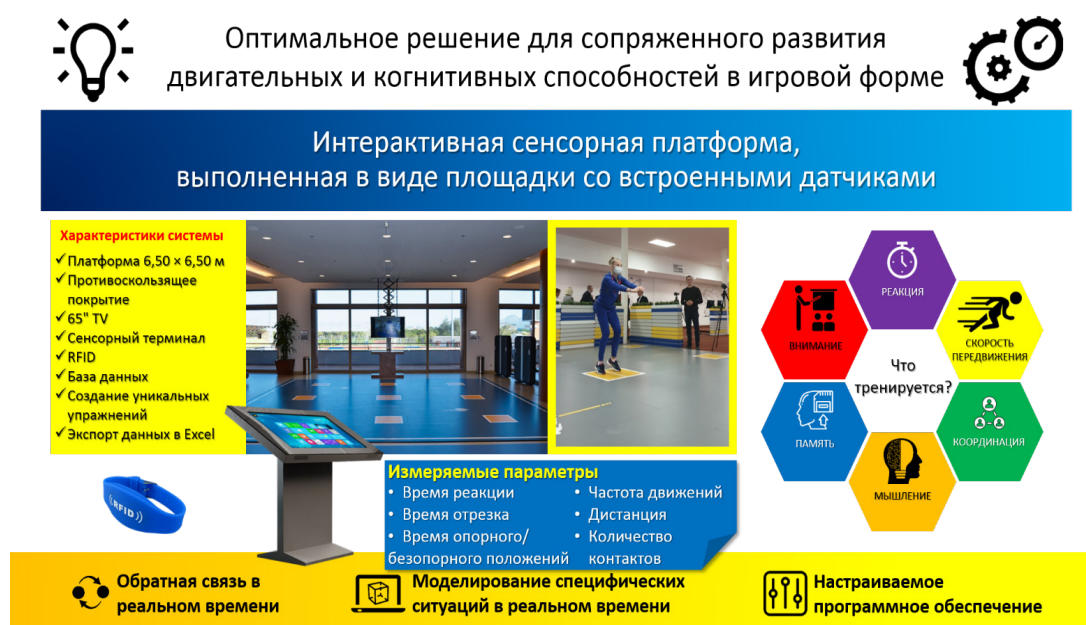 Оптимальное решение для сопряженного развития
двигательных и когнитивных способностей в игровой форме
Интерактивная сенсорная платформа,
выполненная в виде площадки со встроенными датчиками
Характеристики системы
✓Платформа 6,50 × 6,50 м
✓Противоскользящее
покрытие
✓65" TV
✓Сенсорный терминал
✓RFID
✓База данных
✓Создание уникальных
упражнений
✓Экспорт данных в Excel
РЕАКЦИЯ
ВНИМАНИЕ
СКОРОСТЬ
ПЕРЕДВИЖЕНИЯ
Что
тренируется?
ПАМЯТЬ
КООРДИНАЦИЯ
МЫШЛЕНИЕ
RFID
Измеряемые параметры
• Время реакции
• Время отрезка
• Время опорного/
безопорного положений
• Частота движений
• Дистанция
• Количество
контактов
Обратная связь в
реальном времени
Моделирование специфических
ситуаций в реальном времени
Настраиваемое
программное обеспечение